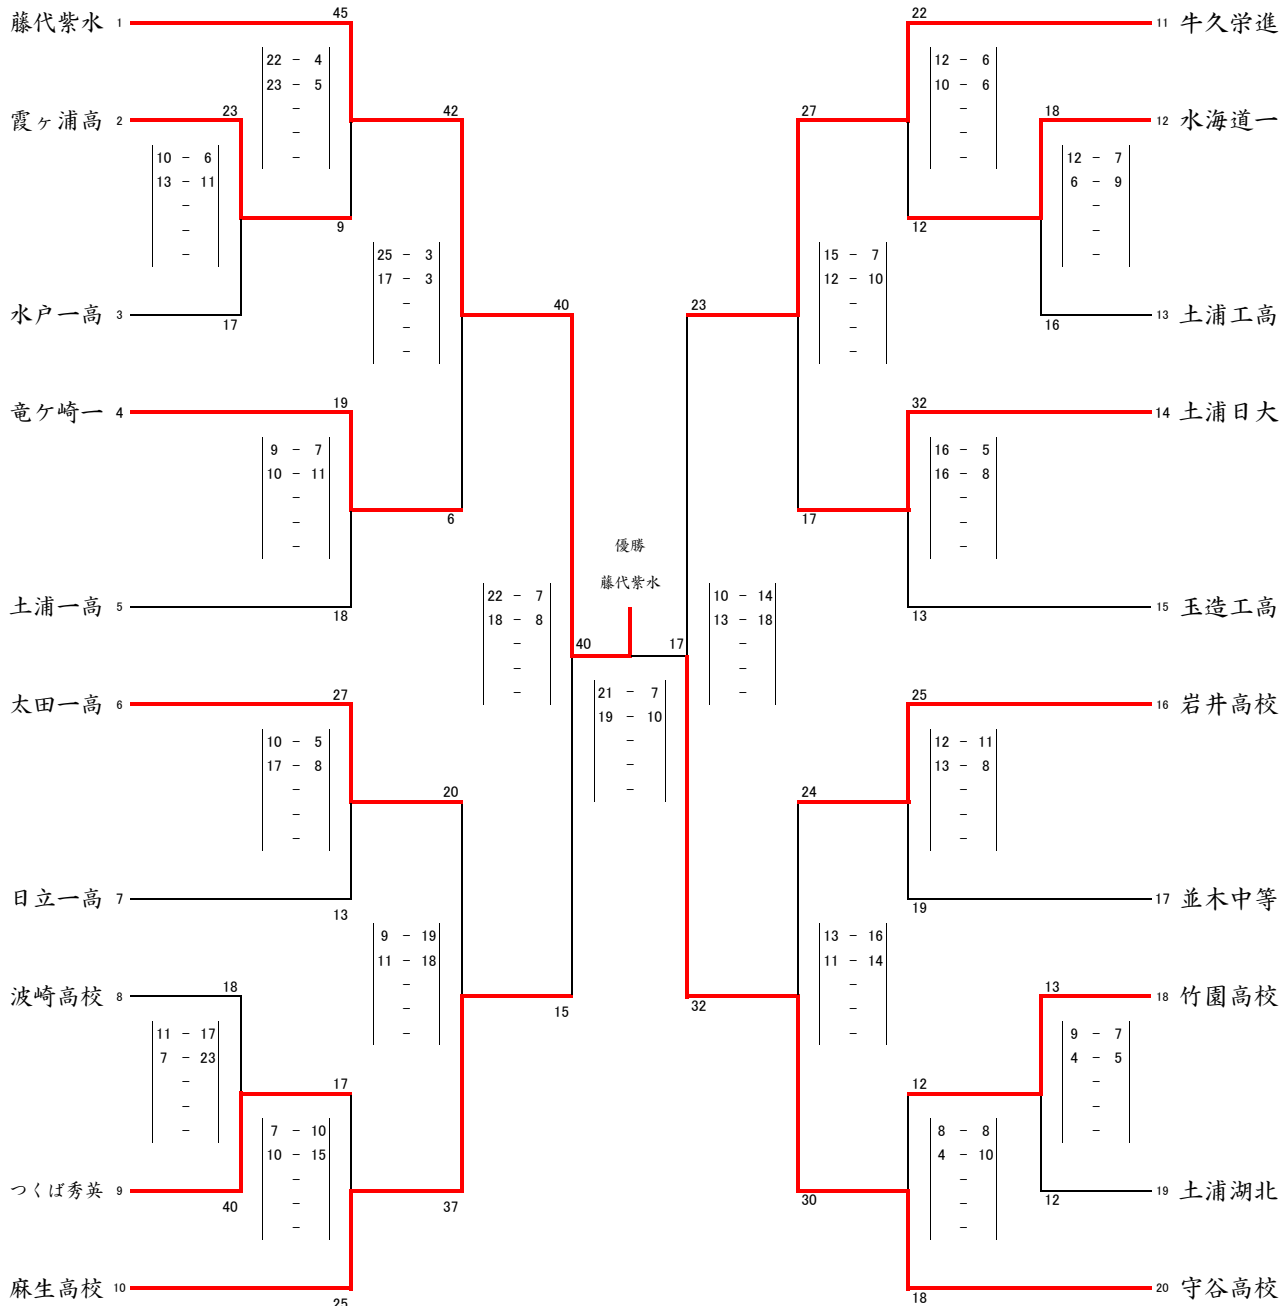 藤代紫水 1 45 22 11 牛久栄進
22 - 4 12 - 6
23 - 5 10 - 6
- -
霞ヶ浦高 2 23 42 27 18 12 水海道一
- -
- -
10 - 6 12 - 7
13 - 11 6 - 9
- -
9 12
- -
- -
25 - 3 15 - 7
17 - 3 12 - 10
- -
40 23
水戸一高 3 17 16 13 土浦工高
- -
- -
竜ケ崎一 4 19 32 14 土浦日大
9 - 7 16 - 5
10 - 11 16 - 8
- -
6 17
- -
優勝
- -
藤代紫水
22 - 7 10 - 14
土浦一高 5 18 13 15 玉造工高
18 - 8 13 - 18
40 17
- -
- -
- -
21 - 7
太田一高 6 27 25 16 岩井高校
19 - 10
10 - 5 12 - 11
-
17 - 8 13 - 8
-
- -
20 24
-
- -
- -
日立一高 7 13 19 17 並木中等
9 - 19 13 - 16
11 - 18 11 - 14
- -
波崎高校 8 18 13 18 竹園高校
15 32
- -
11 - 17 9 - 7
- -
7 - 23 4 - 5
- -
17 12
- -
- -
7 - 10 8 - 8
10 - 15 4 - 10
- -
つくば秀英 9 40 37 30 12 19 土浦湖北
- -
- -
麻生高校 10 25 18 20 守谷高校